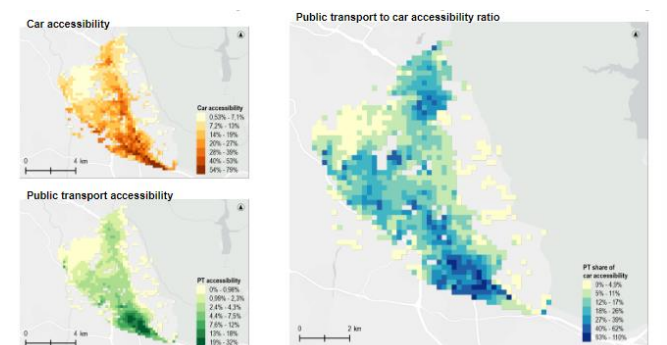 Car accessibility
Car accessibility
0,53% - 7,1%
7,2% - 13%
14% - 19%
20% - 27%
28% - 39%
40% - 53%
54% - 79%
0 4 km
Public transport accessibility
PT accessibility
0% - 0,98%
0,99% - 2,3%
2,4% - 4,3%
4,4% - 7,5%
7,6% - 12%
13% - 18%
19% - 32%
0 4 km
Public transport to car accessibility ratio
PT share of
car accessibility
0% - 4,9%
5% - 11%
12% - 17%
18% - 26%
27% - 39%
40% - 62%
63% - 110%
0 2 km